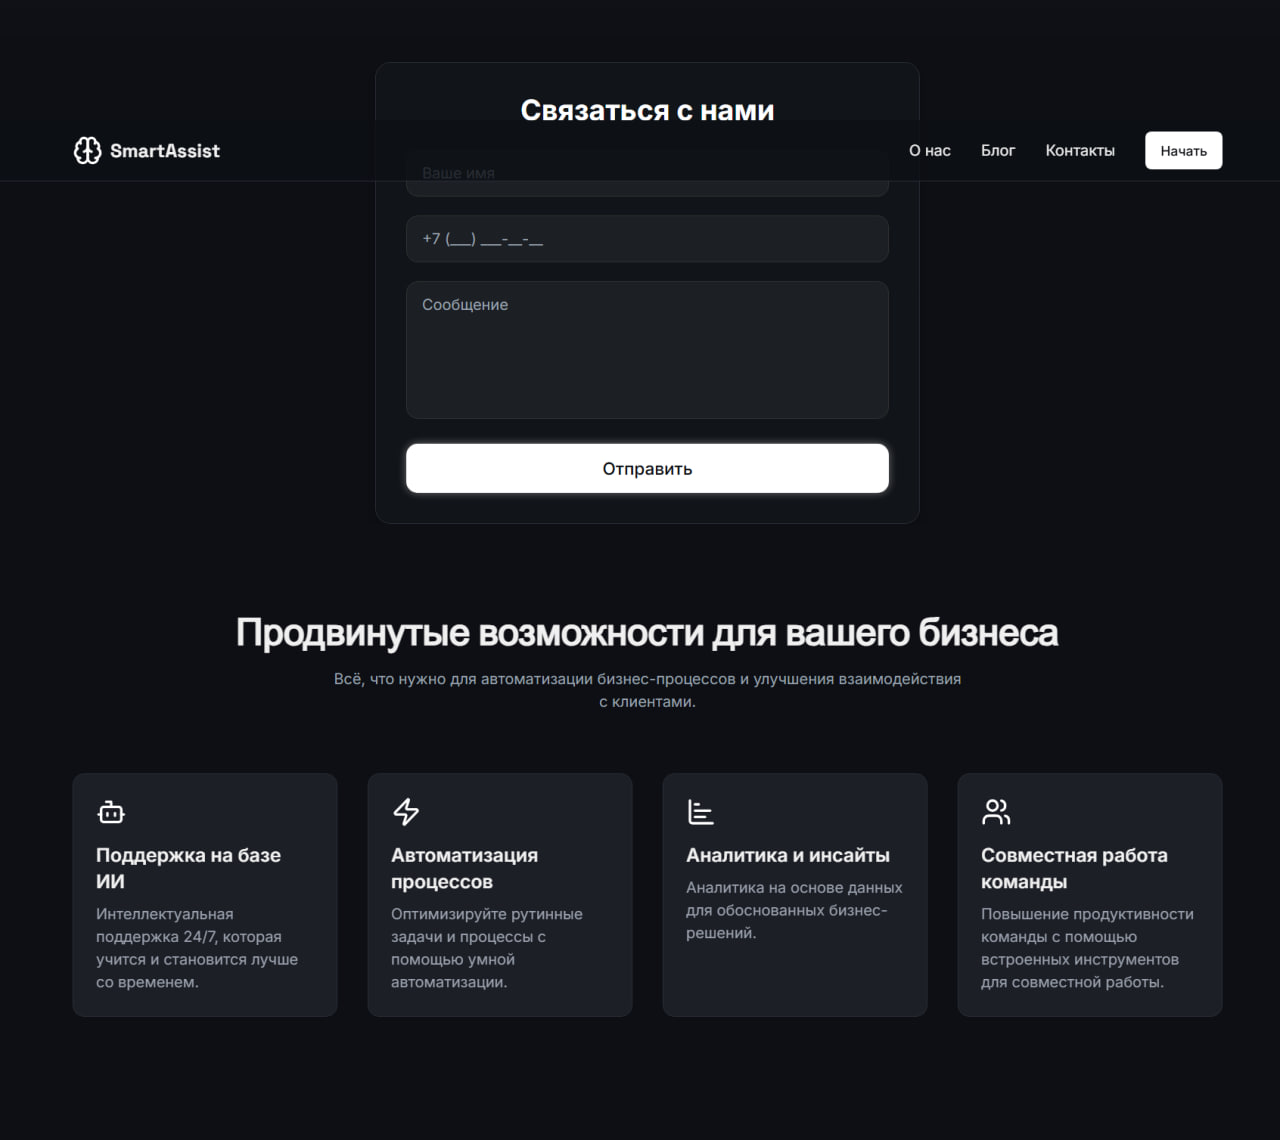 Связаться с нами
SmartAssist
О нас
Блог
Контакты
Начать
Ваше имя
+7 (___) ___-__-__
Сообщение
Отправить
Продвинутые возможности для вашего бизнеса
Всё, что нужно для автоматизации бизнес-процессов и улучшения взаимодействия
с клиентами.
Поддержка на базе
ИИ
Интеллектуальная
поддержка 24/7, которая
учится и становится лучше
со временем.
Автоматизация
процессов
Оптимизируйте рутинные
задачи и процессы с
помощью умной
автоматизации.
Аналитика и инсайты
Аналитика на основе данных
для обоснованных бизнес-
решений.
Совместная работа
команды
Повышение продуктивности
команды с помощью
встроенных инструментов
для совместной работы.